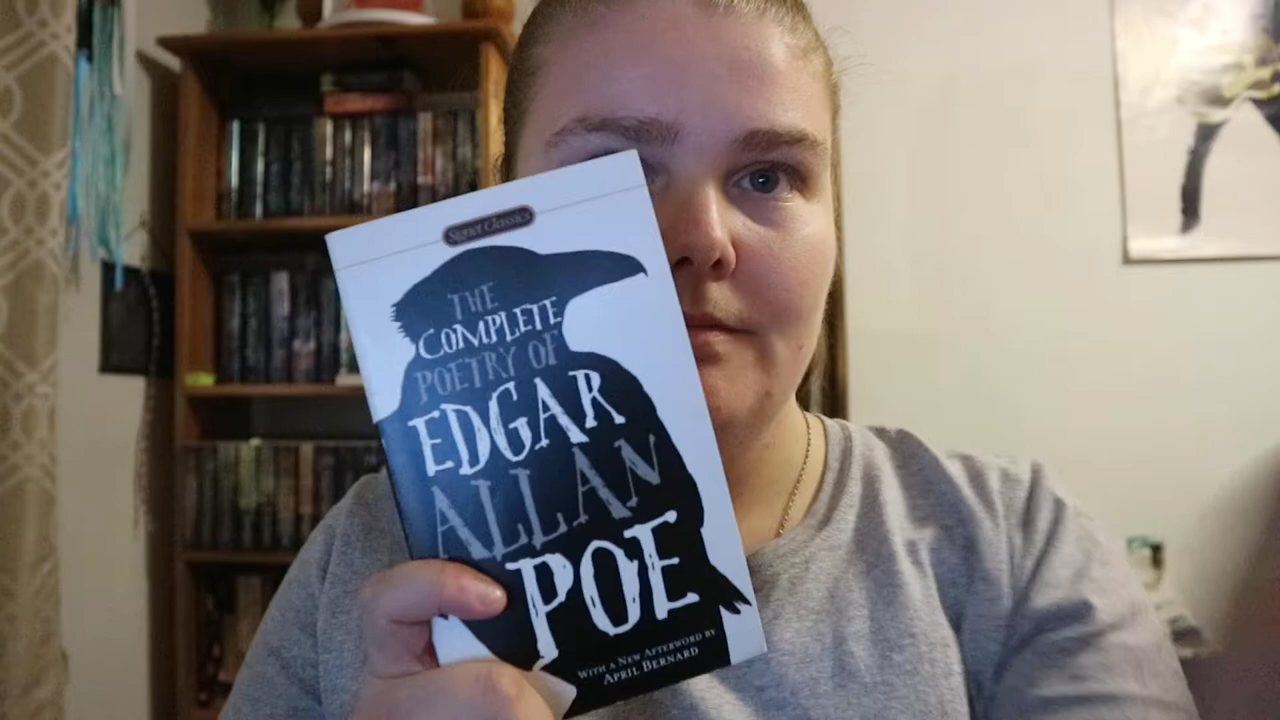 Signet Classics
THE
COMPLETE
POETRY OF
EDGAR
ALLAN
POE
WITH A NEW AFTERWORD BY
APRIL BERNARD